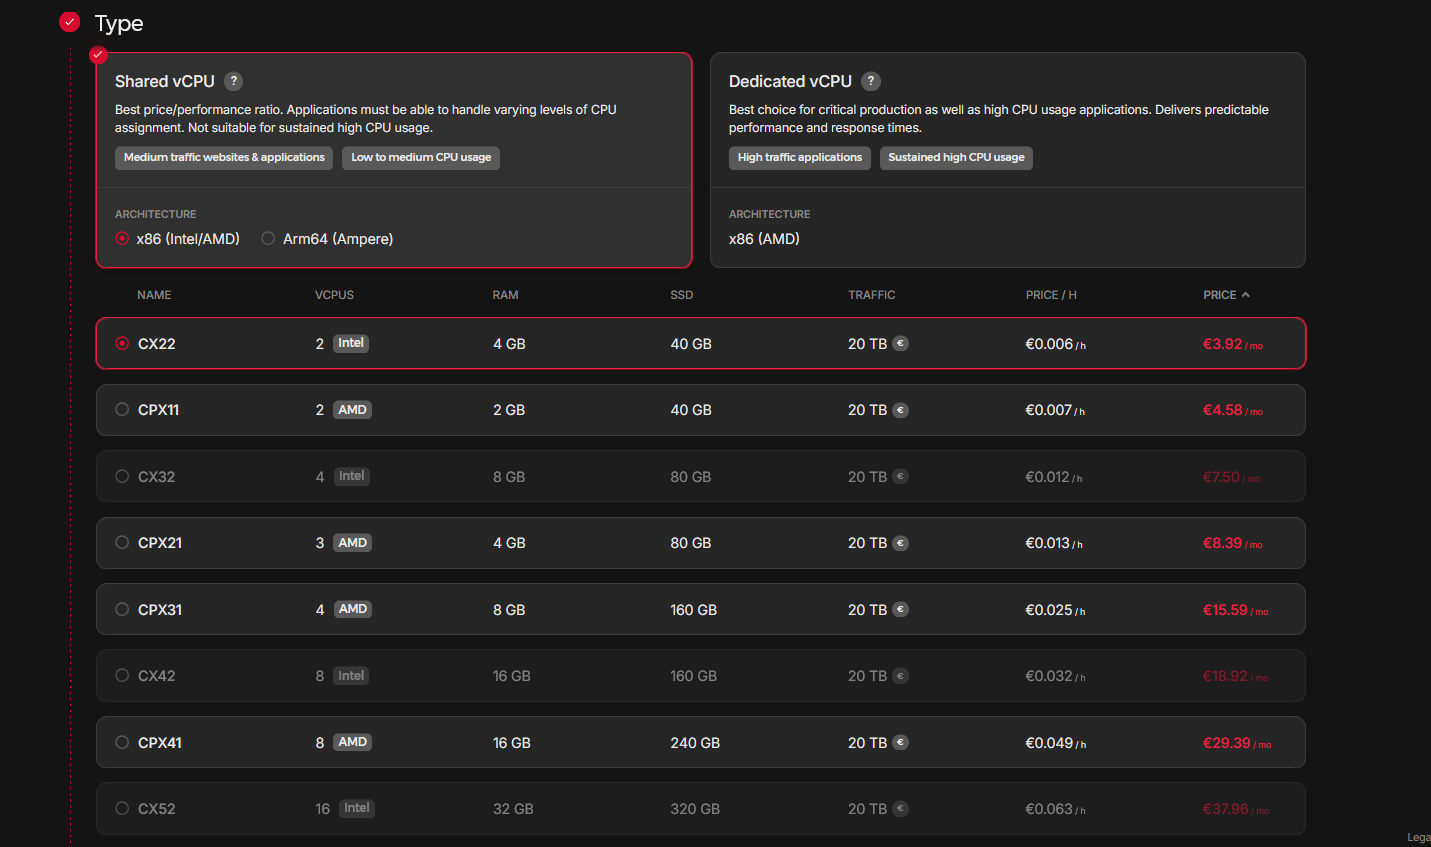 Type
Shared vCPU ?
Best price/performance ratio. Applications must be able to handle varying levels of CPU
assignment. Not suitable for sustained high CPU usage.
Medium traffic websites & applications Low to medium CPU usage
ARCHITECTURE
x86 (Intel/AMD) Arm64 (Ampere)
Dedicated vCPU ?
Best choice for critical production as well as high CPU usage applications. Delivers predictable
performance and response times.
High traffic applications Sustained high CPU usage
ARCHITECTURE
x86 (AMD)
NAME VCPUS RAM SSD TRAFFIC PRICE / H PRICE
CX22 2 Intel 4 GB 40 GB 20 TB € €0.006 / h €3.92 / mo
CPX11 2 AMD 2 GB 40 GB 20 TB € €0.007 / h €4.58 / mo
CX32 4 Intel 8 GB 80 GB 20 TB € €0.012 / h €7.50 / mo
CPX21 3 AMD 4 GB 80 GB 20 TB € €0.013 / h €8.39 / mo
CPX31 4 AMD 8 GB 160 GB 20 TB € €0.025 / h €15.59 / mo
CX42 8 Intel 16 GB 160 GB 20 TB € €0.032 / h €18.92 / mo
CPX41 8 AMD 16 GB 240 GB 20 TB € €0.049 / h €29.39 / mo
CX52 16 Intel 32 GB 320 GB 20 TB € €0.063 / h €37.96 / mo
Lega